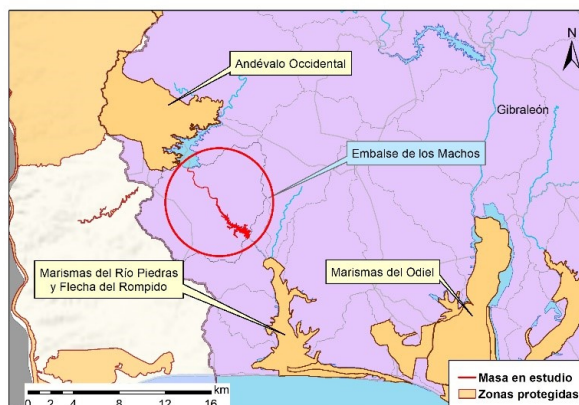 Andévalo Occidental
N
Gibraleón
Embalse de los Machos
Marismas del Río Piedras
y Flecha del Rompido
Marismas del Odiel
km
0 2 4 8 12 16
Masa en estudio
Zonas protegidas